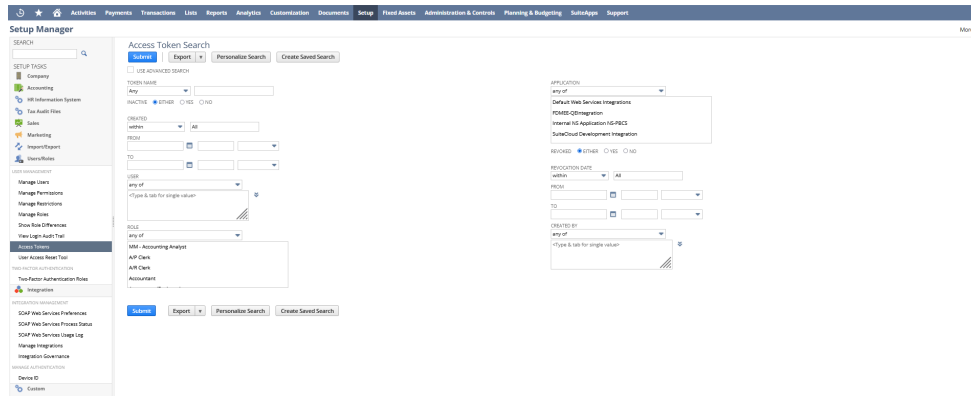 Activities Payments Transactions Lists Reports Analytics Customization Documents Setup Fixed Assets Administration & Controls Planning & Budgeting SuiteApps Support
Setup Manager
SEARCH
SETUP TASKS
Company
Accounting
HR Information System
Tax Audit Files
Sales
Marketing
Import/Export
Users/Roles
USER MANAGEMENT
Manage Users
Manage Permissions
Manage Restrictions
Manage Roles
Show Role Differences
View Login Audit Trail
Access Tokens
User Access Reset Tool
TWO-FACTOR AUTHENTICATION
Two-Factor Authentication Roles
Integration
INTEGRATION MANAGEMENT
SOAP Web Services Preferences
SOAP Web Services Process Status
SOAP Web Services Usage Log
Manage Integrations
Integration Governance
MANAGE AUTHENTICATION
Device ID
Custom
Access Token Search
Submit Export Personalize Search Create Saved Search
USE ADVANCED SEARCH
TOKEN NAME
Any
INACTIVE EITHER YES NO
CREATED
within All
FROM
TO
USER
any of
<Type & tab for single value>
ROLE
any of
MM - Accounting Analyst
A/P Clerk
A/R Clerk
Accountant
Submit Export Personalize Search Create Saved Search
APPLICATION
any of
Default Web Services Integrations
FDMEE-QEIntegration
Internal NS Application NS-PBCS
SuiteCloud Development Integration
REVOKED EITHER YES NO
REVOCATION DATE
within All
FROM
TO
CREATED BY
any of
<Type & tab for single value>